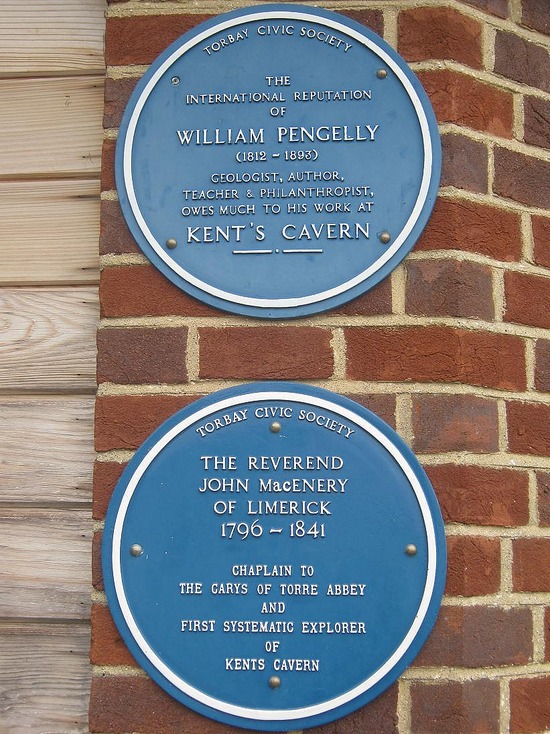 TORBAY CIVIC SOCIETY
THE
INTERNATIONAL REPUTATION
OF
WILLIAM PENGELLY
(1812 - 1893)
GEOLOGIST, AUTHOR,
TEACHER & PHILANTHROPIST,
OWES MUCH TO HIS WORK AT
KENT'S CAVERN
TORBAY CIVIC SOCIETY
THE REVEREND
JOHN MacENERY
OF LIMERICK
1796 - 1841
CHAPLAIN TO
THE CARYS OF TORRE ABBEY
AND
FIRST SYSTEMATIC EXPLORER
OF
KENTS CAVERN